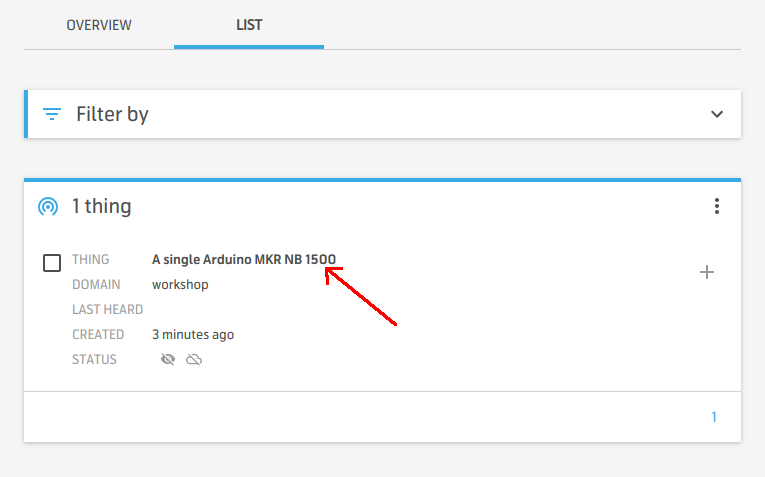 OVERVIEW LIST
Filter by
1 thing
THING A single Arduino MKR NB 1500
DOMAIN workshop
LAST HEARD
CREATED 3 minutes ago
STATUS
1